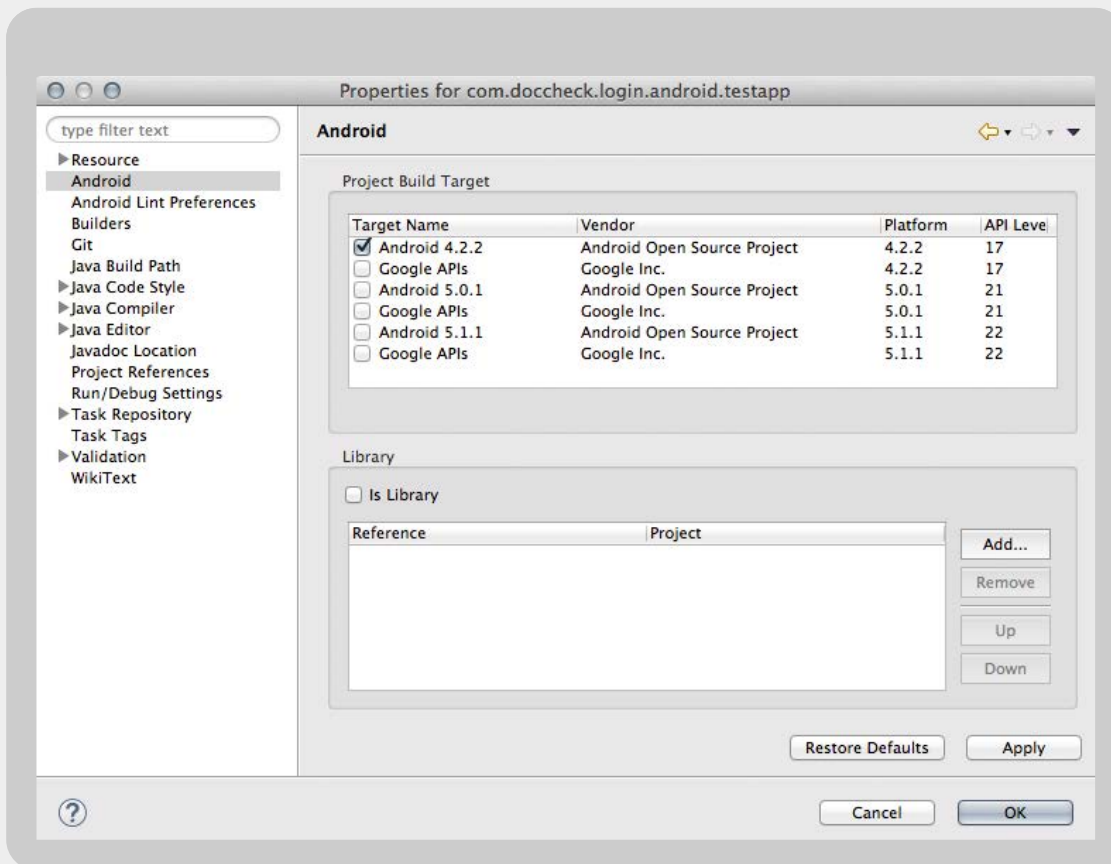 Properties for com.doccheck.login.android.testapp
type filter text
Resource
Android
Android Lint Preferences
Builders
Git
Java Build Path
Java Code Style
Java Compiler
Java Editor
Javadoc Location
Project References
Run/Debug Settings
Task Repository
Task Tags
Validation
WikiText
Android
Project Build Target
Target Name Vendor Platform API Leve
Android 4.2.2 Android Open Source Project 4.2.2 17
Google APIs Google Inc. 4.2.2 17
Android 5.0.1 Android Open Source Project 5.0.1 21
Google APIs Google Inc. 5.0.1 21
Android 5.1.1 Android Open Source Project 5.1.1 22
Google APIs Google Inc. 5.1.1 22
Library
Is Library
Reference Project
Add...
Remove
Up
Down
Restore Defaults Apply
? Cancel OK